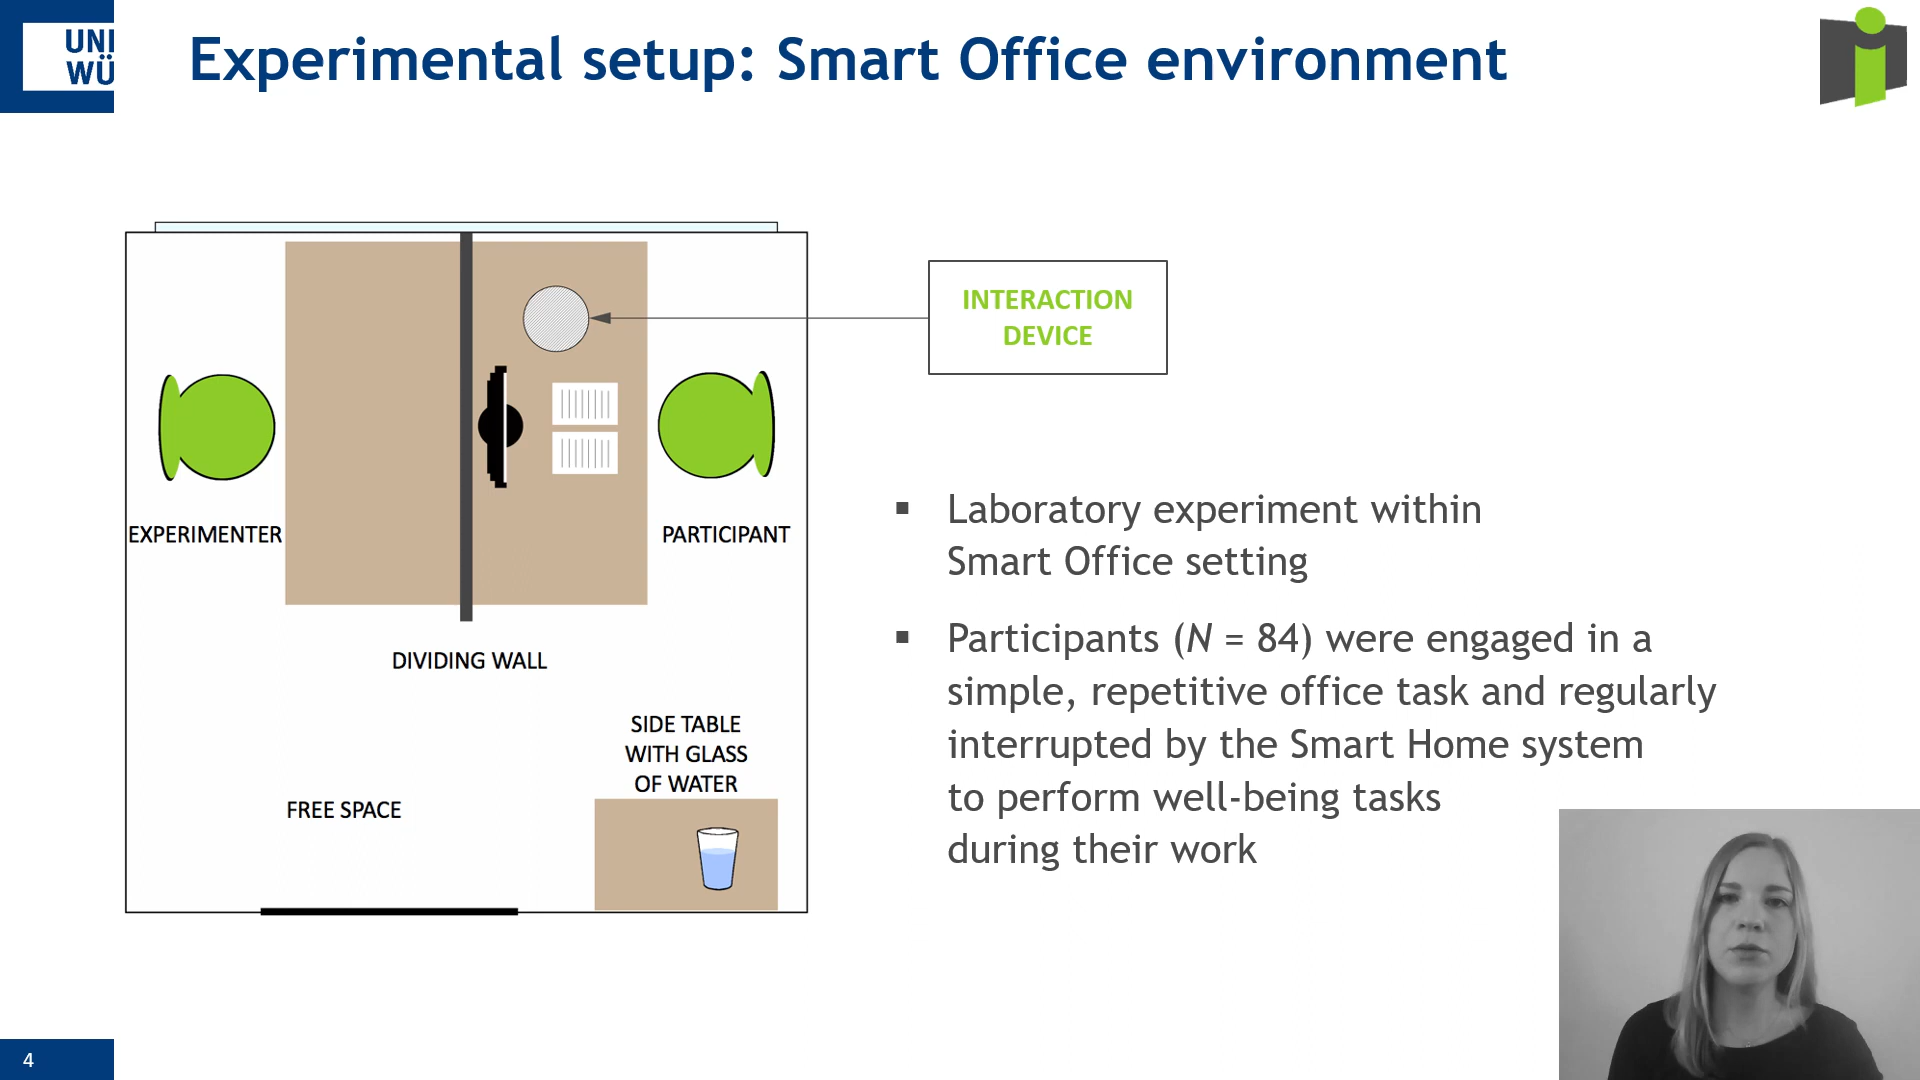 UNI
WÜ
Experimental setup: Smart Office environment
INTERACTION
DEVICE
EXPERIMENTER
PARTICIPANT
DIVIDING WALL
SIDE TABLE
WITH GLASS
OF WATER
FREE SPACE
▪ Laboratory experiment within
Smart Office setting
▪ Participants (N = 84) were engaged in a
simple, repetitive office task and regularly
interrupted by the Smart Home system
to perform well-being tasks
during their work
4